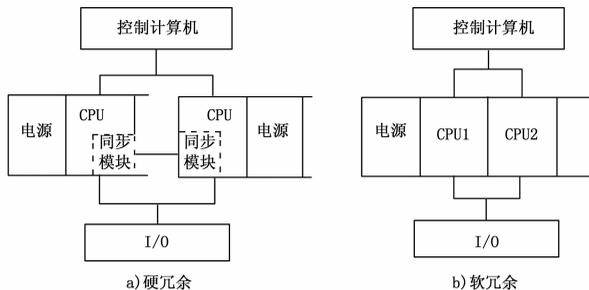 控制计算机
电源
CPU
同步
模块
CPU
同步
模块
电源
I/O
a)硬冗余
控制计算机
电源
CPU1
CPU2
I/O
b)软冗余